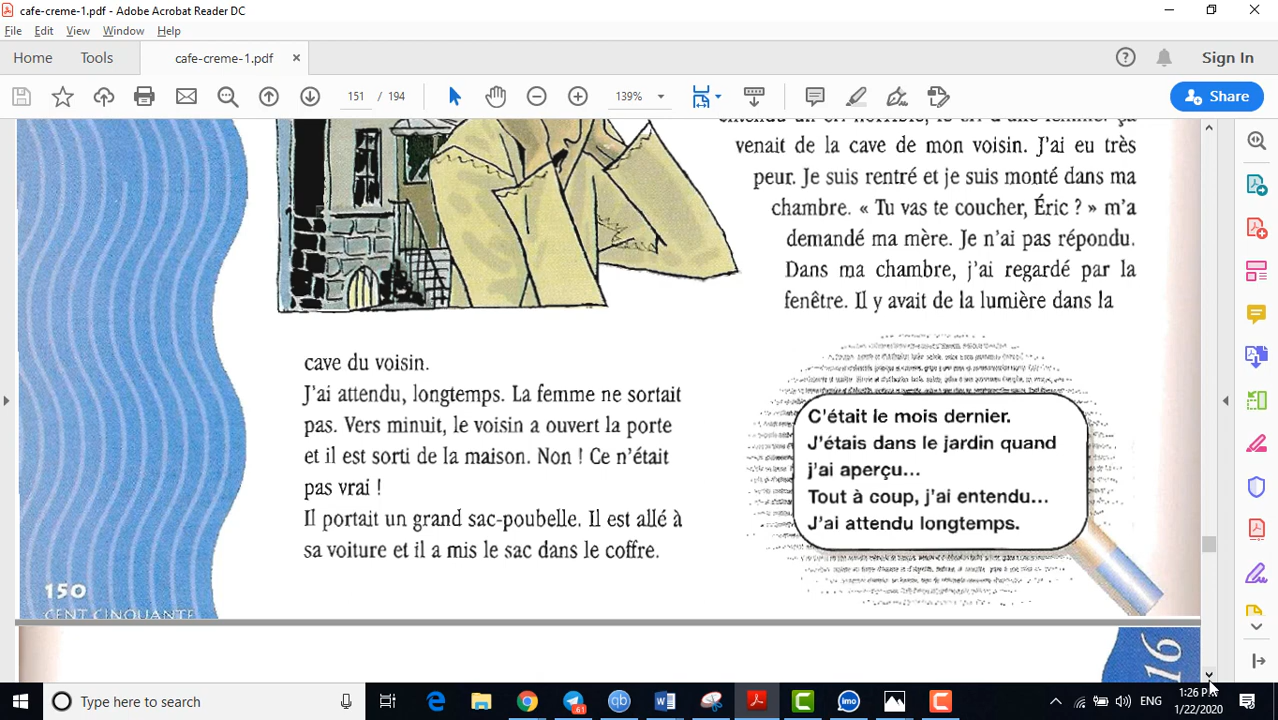 cafe-creme-1.pdf - Adobe Acrobat Reader DC
File Edit View Window Help
Home Tools cafe-creme-1.pdf × Sign In
151 / 194 139% Share
venait de la cave de mon voisin. J'ai eu très
peur. Je suis rentré et je suis monté dans ma
chambre. « Tu vas te coucher, Éric ? » m'a
demandé ma mère. Je n'ai pas répondu.
Dans ma chambre, j'ai regardé par la
fenêtre. Il y avait de la lumière dans la
cave du voisin.
J'ai attendu, longtemps. La femme ne sortait
pas. Vers minuit, le voisin a ouvert la porte
et il est sorti de la maison. Non ! Ce n'était
pas vrai !
Il portait un grand sac-poubelle. Il est allé à
sa voiture et il a mis le sac dans le coffre.
C'était le mois dernier.
J'étais dans le jardin quand
j'ai aperçu…
Tout à coup, j'ai entendu…
J'ai attendu longtemps.
150
CENT CINQUANTE
16
Type here to search
61
qb
imo
ENG
1:26 P
1/22/2020